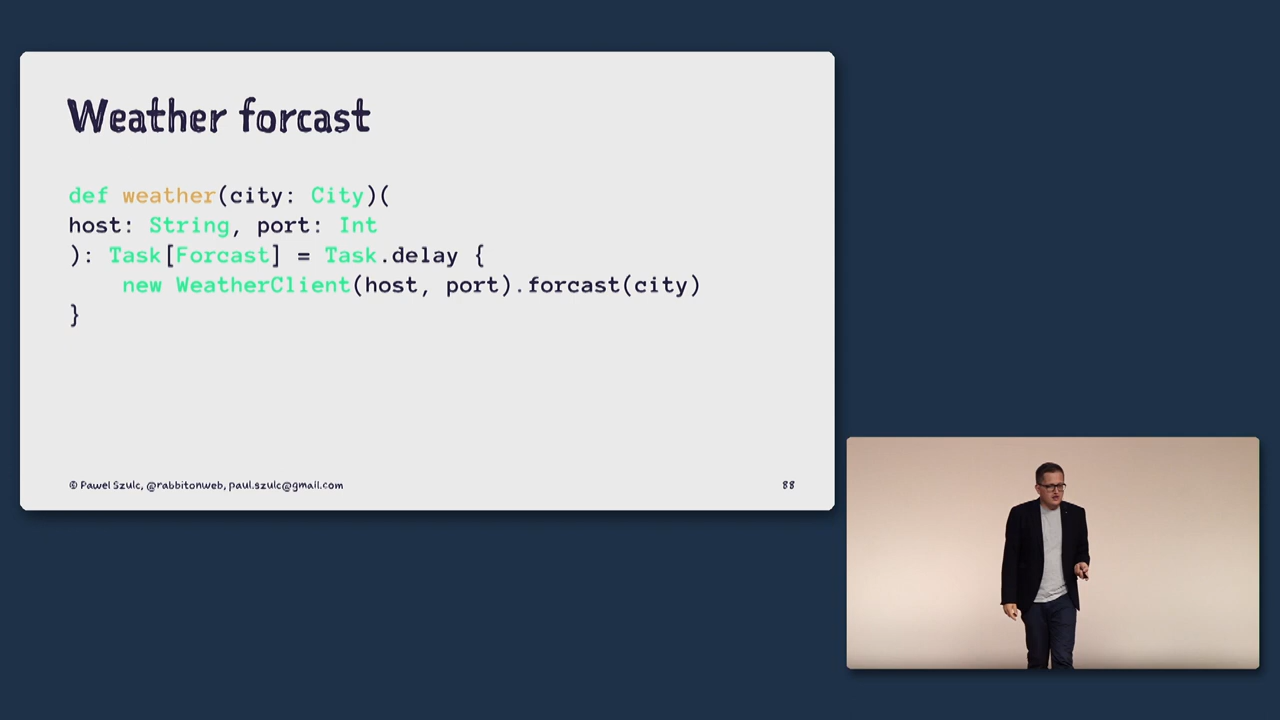 Weather forcast
def weather(city: City)(
host: String, port: Int
): Task[Forcast] = Task.delay {
    new WeatherClient(host, port).forcast(city)
}
© Pawel Szulc, @rabbitonweb, paul.szulc@gmail.com
88